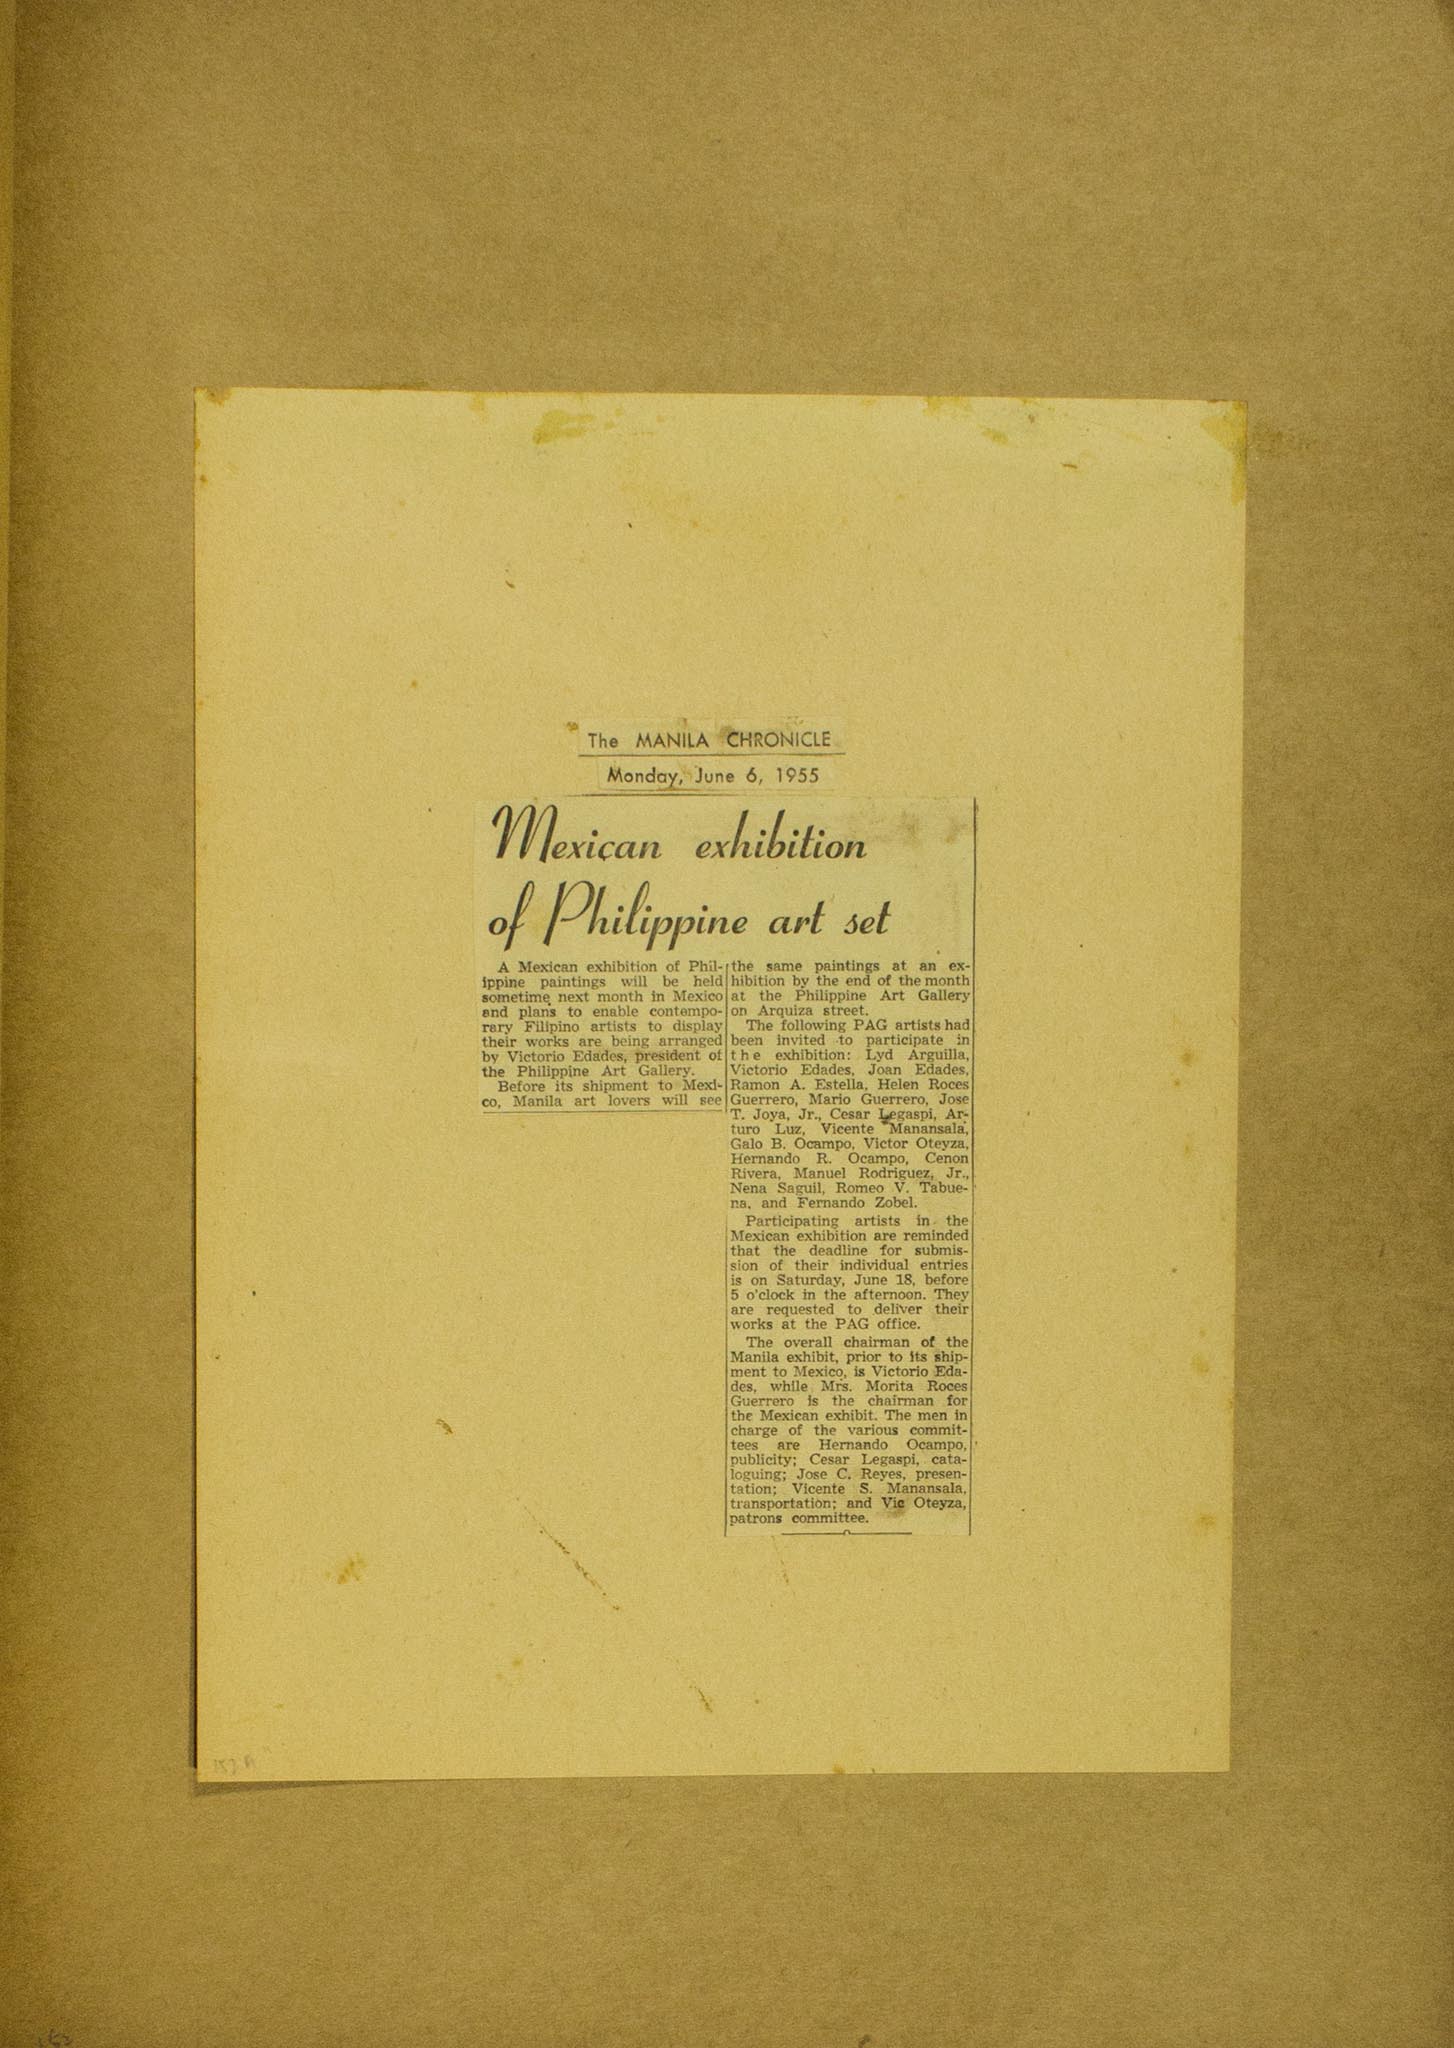 The MANILA CHRONICLE
Monday, June 6, 1955
Mexican exhibition
of Philippine art set
A Mexican exhibition of Phil-
ippine paintings will be held
sometime next month in Mexico
and plans to enable contempo-
rary Filipino artists to display
their works are being arranged
by Victorio Edades, president of
the Philippine Art Gallery.
Before its shipment to Mexi-
co, Manila art lovers will see
the same paintings at an ex-
hibition by the end of the month
at the Philippine Art Gallery
on Arquiza street.
The following PAG artists had
been invited to participate in
the exhibition: Lyd Arguilla,
Victorio Edades, Joan Edades,
Ramon A. Estella, Helen Roces
Guerrero, Mario Guerrero, Jose
T. Joya, Jr., Cesar Legaspi, Ar-
turo Luz, Vicente Manansala,
Galo B. Ocampo, Victor Oteyza,
Hernando R. Ocampo, Cenon
Rivera, Manuel Rodriguez, Jr.,
Nena Saguil, Romeo V. Tabue-
na, and Fernando Zobel.
Participating artists in the
Mexican exhibition are reminded
that the deadline for submis-
sion of their individual entries
is on Saturday, June 18, before
5 o'clock in the afternoon. They
are requested to deliver their
works at the PAG office.
The overall chairman of the
Manila exhibit, prior to its ship-
ment to Mexico, is Victorio Eda-
des, while Mrs. Morita Roces
Guerrero is the chairman for
the Mexican exhibit. The men in
charge of the various commit-
tees are Hernando Ocampo,
publicity; Cesar Legaspi, cata-
loguing; Jose C. Reyes, presen-
tation; Vicente S. Manansala,
transportation; and Vic Oteyza,
patrons committee.